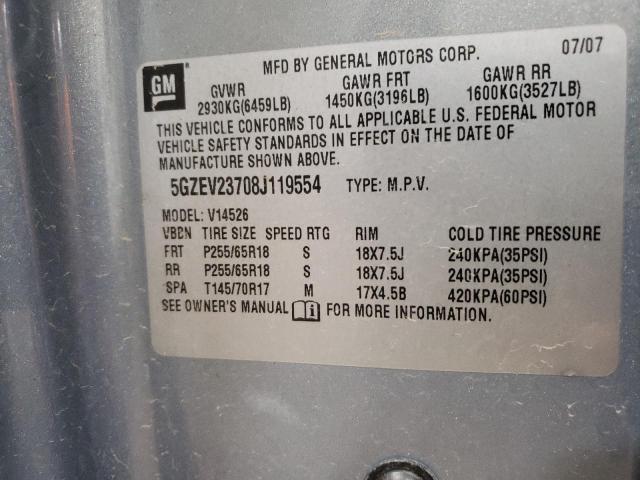 GM
MFD BY GENERAL MOTORS CORP. 07/07
GVWR GAWR FRT GAWR RR
2930KG(6459LB) 1450KG(3196LB) 1600KG(3527LB)
THIS VEHICLE CONFORMS TO ALL APPLICABLE U.S. FEDERAL MOTOR
VEHICLE SAFETY STANDARDS IN EFFECT ON THE DATE OF
MANUFACTURE SHOWN ABOVE.
5GZEV23708J119554 TYPE: M.P.V.
MODEL: V14526
VBDN TIRE SIZE SPEED RTG RIM COLD TIRE PRESSURE
FRT P255/65R18 S 18X7.5J 240KPA(35PSI)
RR P255/65R18 S 18X7.5J 240KPA(35PSI)
SPA T145/70R17 M 17X4.5B 420KPA(60PSI)
SEE OWNER'S MANUAL i FOR MORE INFORMATION.